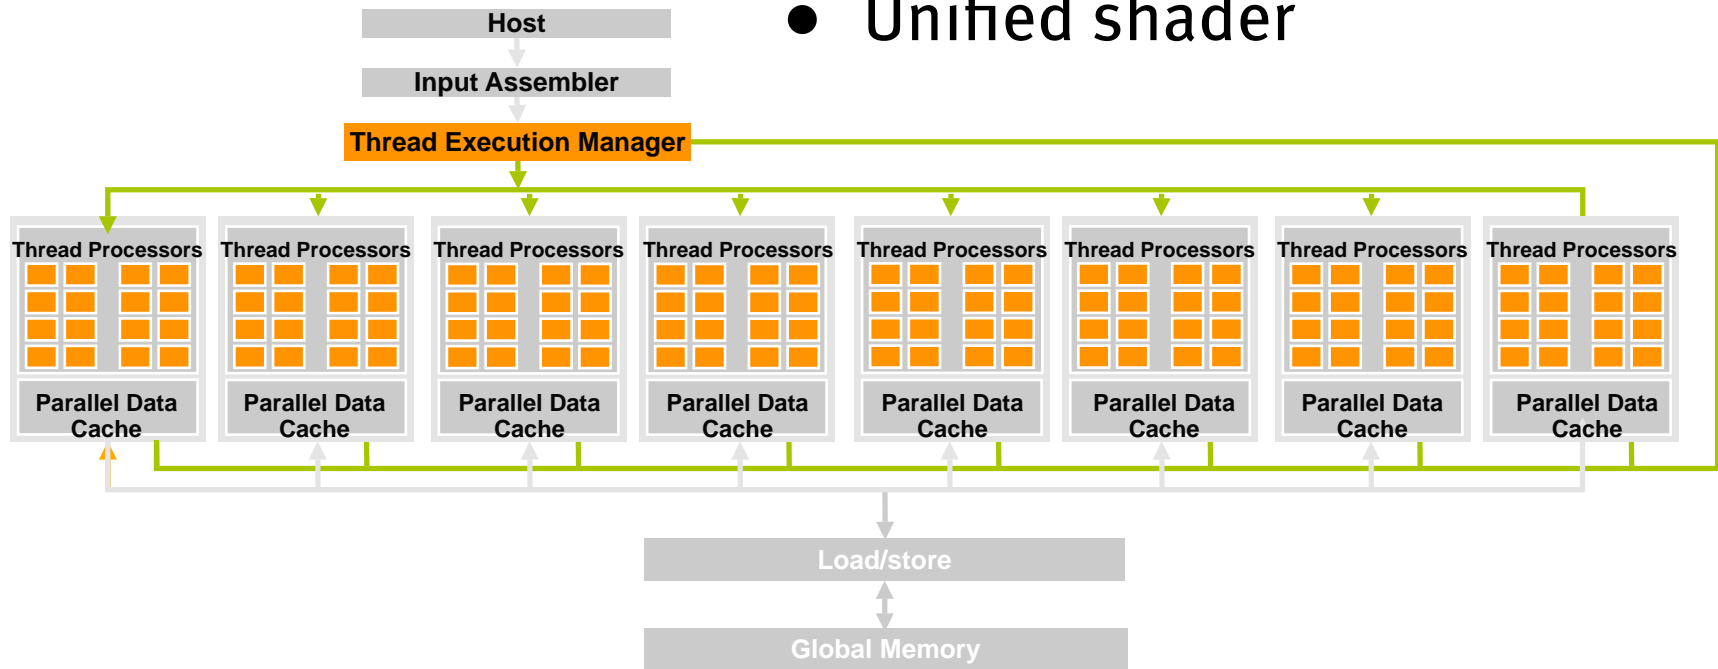 ● Unified shader
Host
Input Assembler
Thread Execution Manager
Thread Processors
Thread Processors
Thread Processors
Thread Processors
Thread Processors
Thread Processors
Thread Processors
Thread Processors
Parallel Data
Cache
Parallel Data
Cache
Parallel Data
Cache
Parallel Data
Cache
Parallel Data
Cache
Parallel Data
Cache
Parallel Data
Cache
Parallel Data
Cache
Load/store
Global Memory